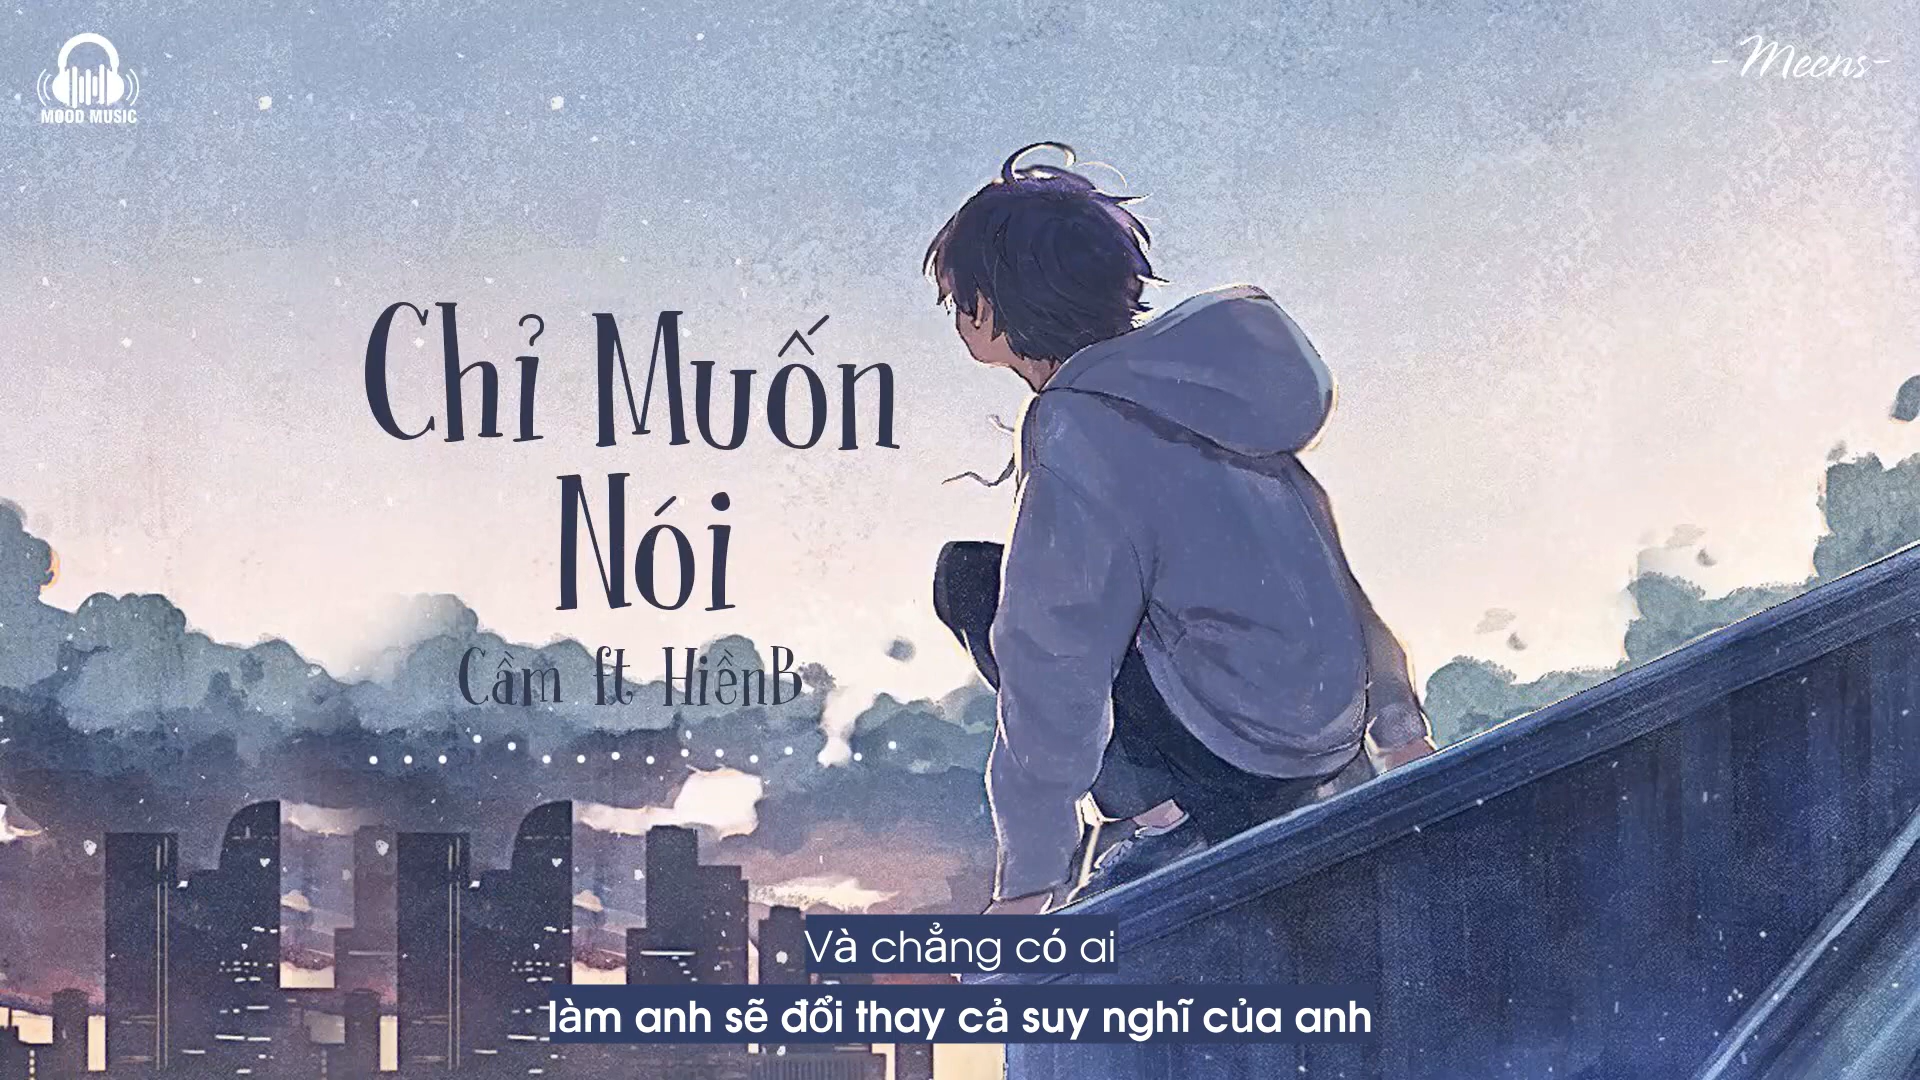 MOOD MUSIC
-Meens-
Chỉ Muốn
Nói
Cầm ft HiềnB
Và chẳng có ai
làm anh sẽ đổi thay cả suy nghĩ của anh